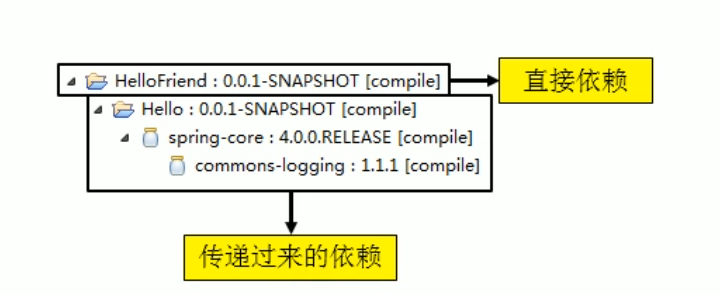 HelloFriend : 0.0.1-SNAPSHOT [compile]
直接依赖
Hello : 0.0.1-SNAPSHOT [compile]
spring-core : 4.0.0.RELEASE [compile]
commons-logging : 1.1.1 [compile]
传递过来的依赖